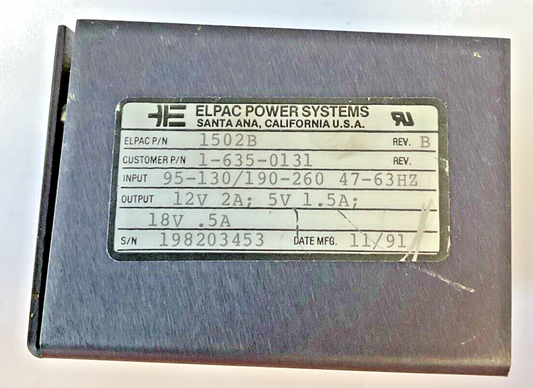 ELPAC POWER SYSTEMS
SANTA ANA, CALIFORNIA U.S.A.
ELPAC P/N 1502B REV. B
CUSTOMER P/N 1-635-0131 REV.
INPUT 95-130/190-260 47-63HZ
OUTPUT 12V 2A; 5V 1.5A;
18V .5A
S/N 198203453 DATE MFG. 11/91